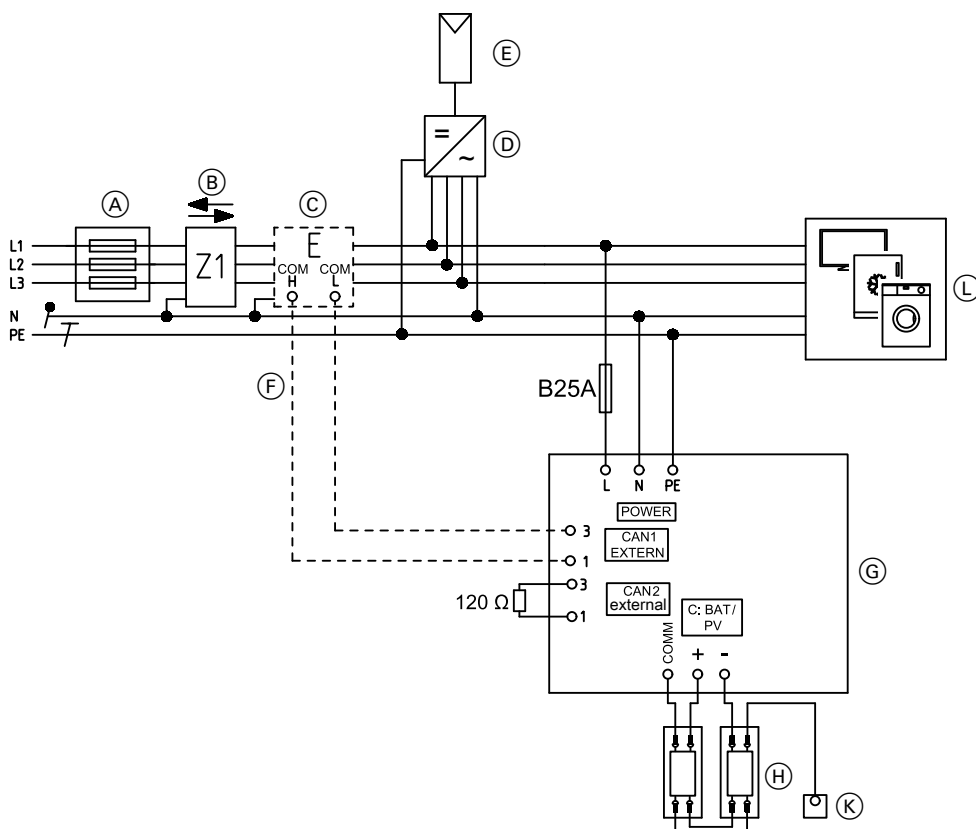 E
D
=
~
A
B
C
L1
L2
L3
Z1
E
COM H
COM L
L
N
PE
F
B25A
L
N
PE
POWER
3
CAN1
EXTERN
1
G
3
CAN2
external
120 Ω
1
C: BAT/
PV
COMM
+
-
H
K